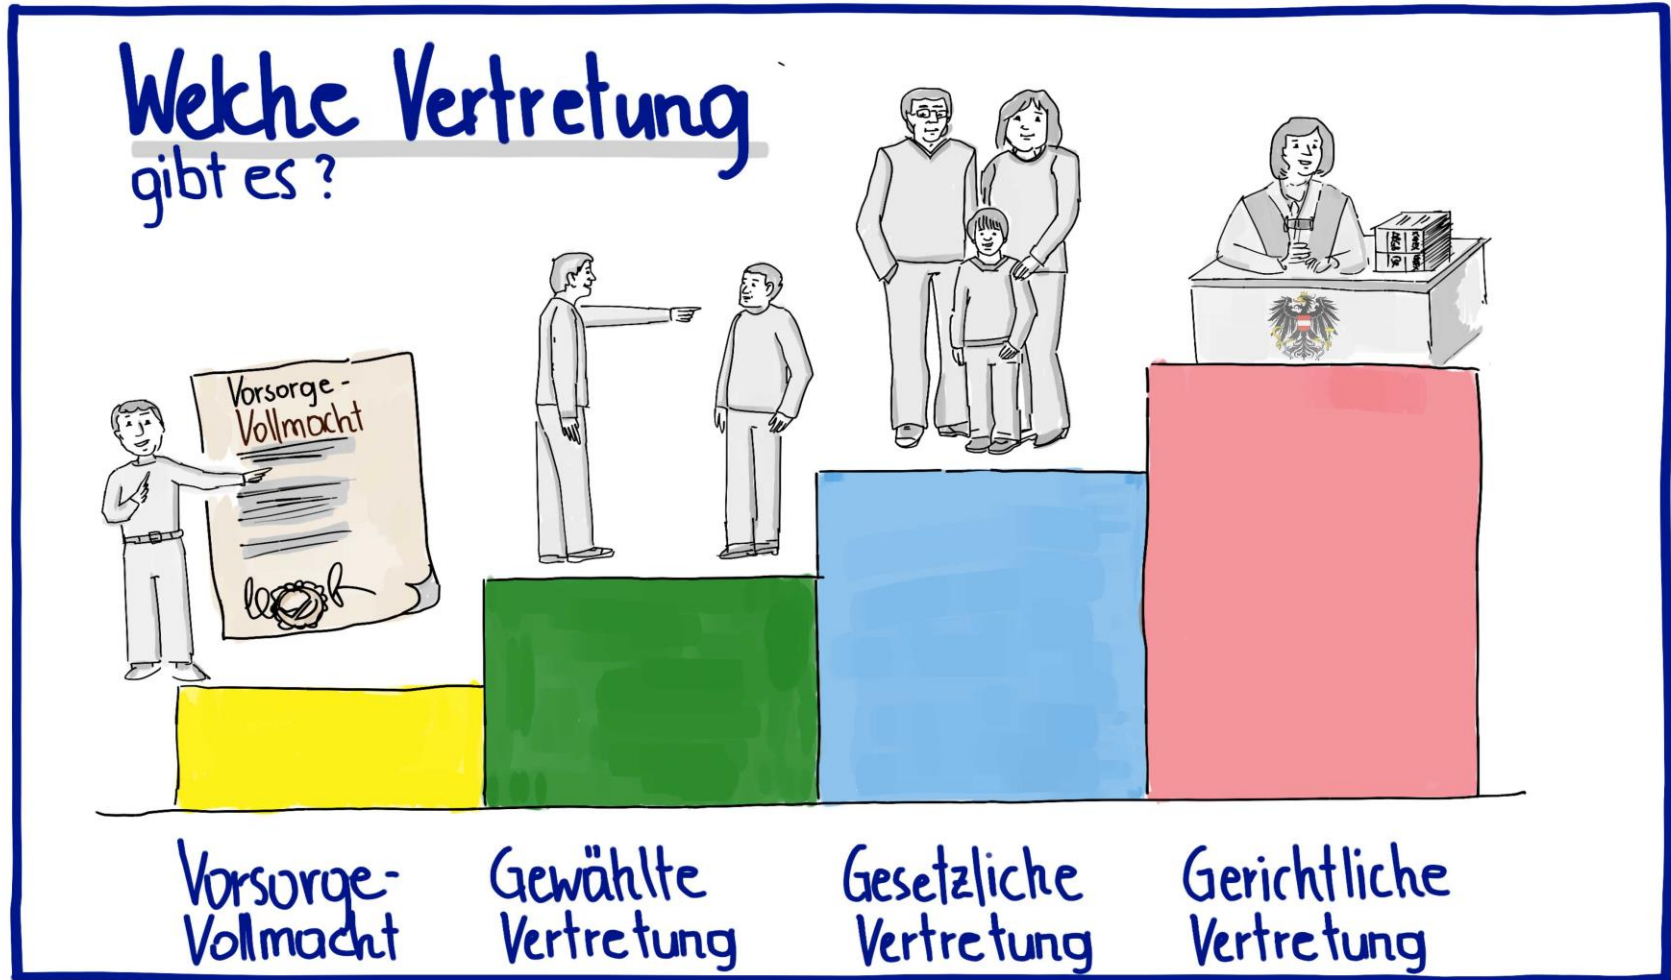 Welche Vertretung
gibt es?
Vorsorge-
Vollmacht
Vorsorge-
Vollmacht
Gewählte
Vertretung
Gesetzliche
Vertretung
Gerichtliche
Vertretung